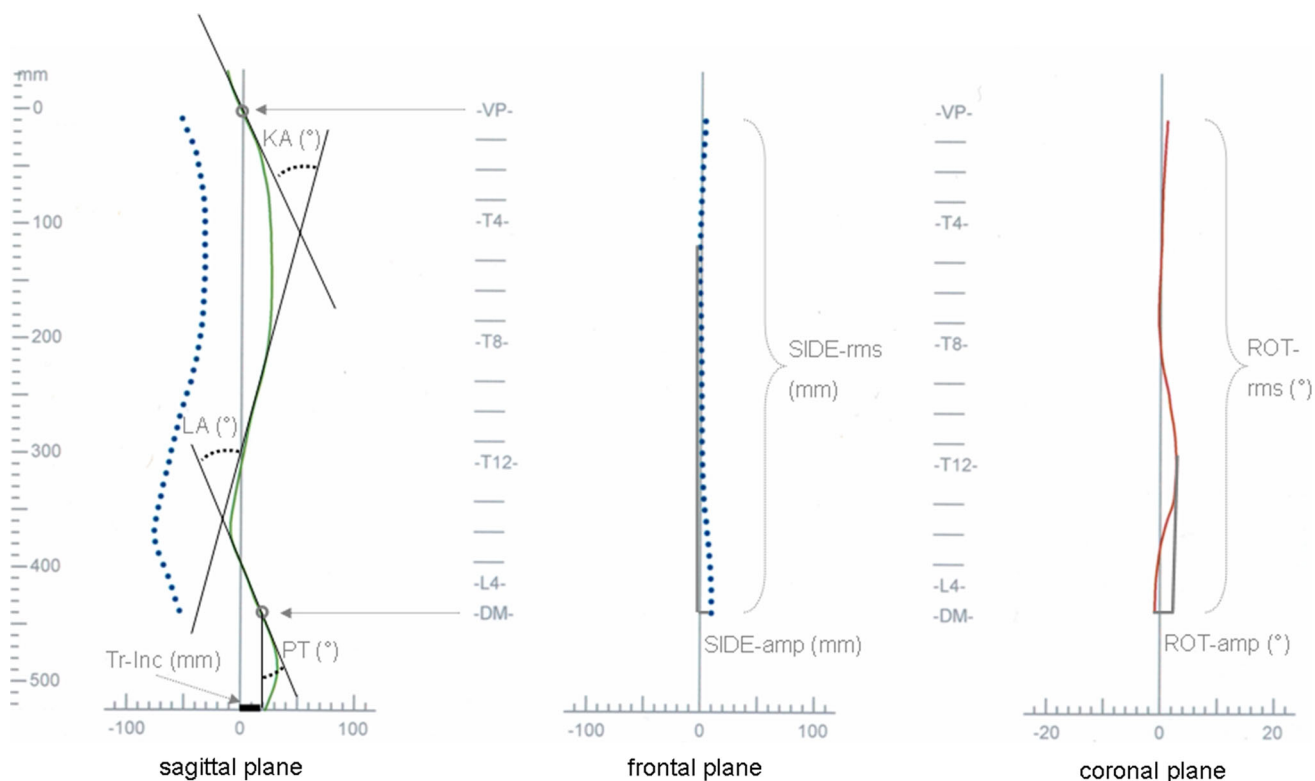 mm
0
100
200
300
400
500
KA (°)
LA (°)
PT (°)
Tr-Inc (mm)
-100
0
100
sagittal plane
-VP-
-T4-
-T8-
-T12-
-L4-
-DM-
SIDE-rms
(mm)
SIDE-amp (mm)
-100
0
100
frontal plane
-VP-
-T4-
-T8-
-T12-
-L4-
-DM-
ROT-
rms (°)
ROT-amp (°)
-20
0
20
coronal plane